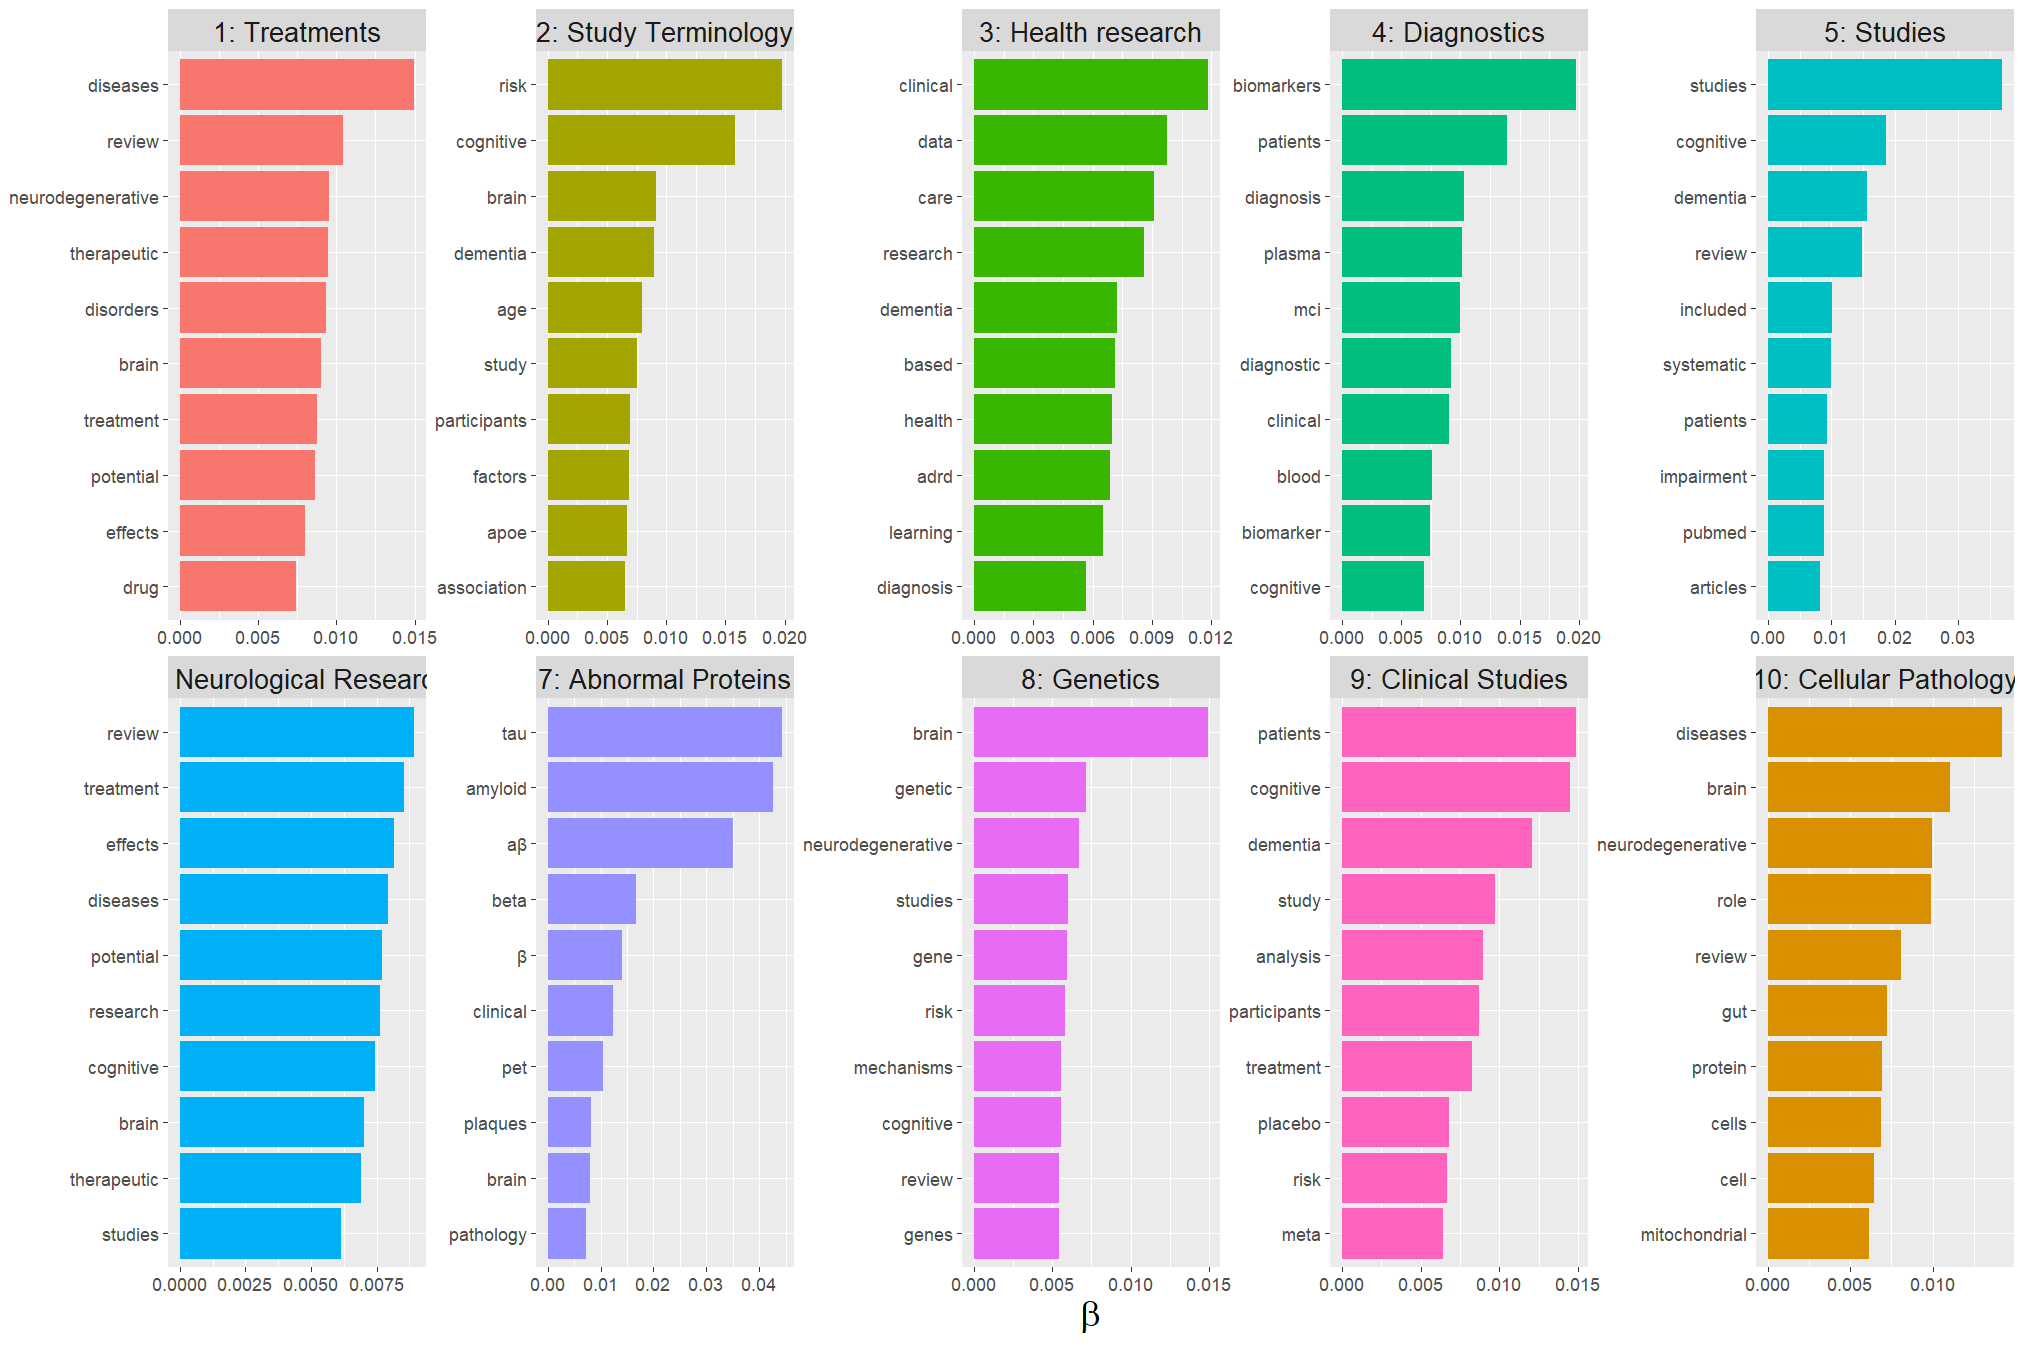 1: Treatments
diseases
review
neurodegenerative
therapeutic
disorders
brain
treatment
potential
effects
drug
0.000 0.005 0.010 0.015
2: Study Terminology
risk
cognitive
brain
dementia
age
study
participants
factors
apoe
association
0.000 0.005 0.010 0.015 0.020
3: Health research
clinical
data
care
research
dementia
based
health
adrd
learning
diagnosis
0.000 0.003 0.006 0.009 0.012
4: Diagnostics
biomarkers
patients
diagnosis
plasma
mci
diagnostic
clinical
blood
biomarker
cognitive
0.000 0.005 0.010 0.015 0.020
5: Studies
studies
cognitive
dementia
review
included
systematic
patients
impairment
pubmed
articles
0.00 0.01 0.02 0.03
Neurological Researc
review
treatment
effects
diseases
potential
research
cognitive
brain
therapeutic
studies
0.0000 0.0025 0.0050 0.0075
7: Abnormal Proteins
tau
amyloid
aβ
beta
β
clinical
pet
plaques
brain
pathology
0.00 0.01 0.02 0.03 0.04
8: Genetics
brain
genetic
neurodegenerative
studies
gene
risk
mechanisms
cognitive
review
genes
0.000 0.005 0.010 0.015
9: Clinical Studies
patients
cognitive
dementia
study
analysis
participants
treatment
placebo
risk
meta
0.000 0.005 0.010 0.015
10: Cellular Pathology
diseases
brain
neurodegenerative
role
review
gut
protein
cells
cell
mitochondrial
0.000 0.005 0.010
β